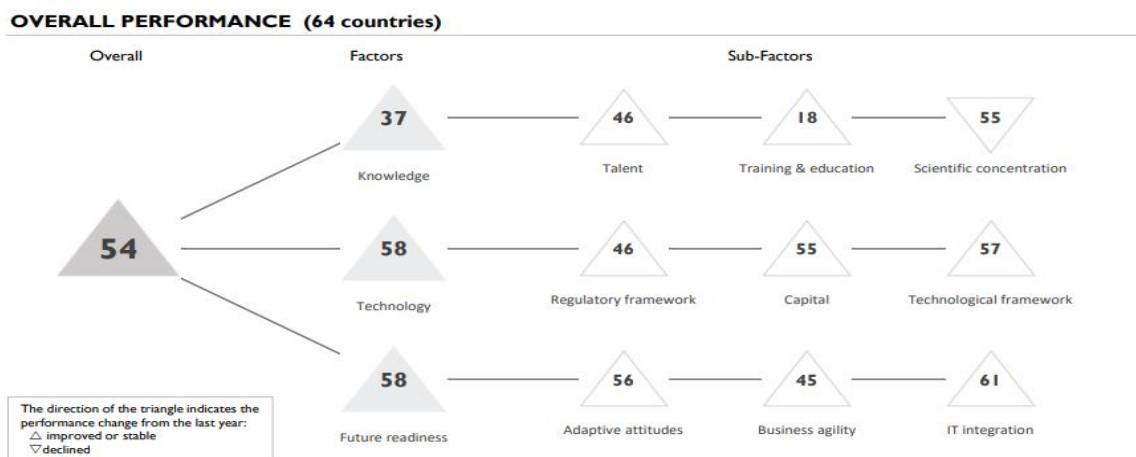 OVERALL PERFORMANCE (64 countries)
Overall Factors Sub-Factors
37 46 18 55
Knowledge Talent Training & education Scientific concentration
54
58 46 55 57
Technology Regulatory framework Capital Technological framework
58 56 45 61
Future readiness Adaptive attitudes Business agility IT integration
The direction of the triangle indicates the
performance change from the last year:
△ improved or stable
▽ declined